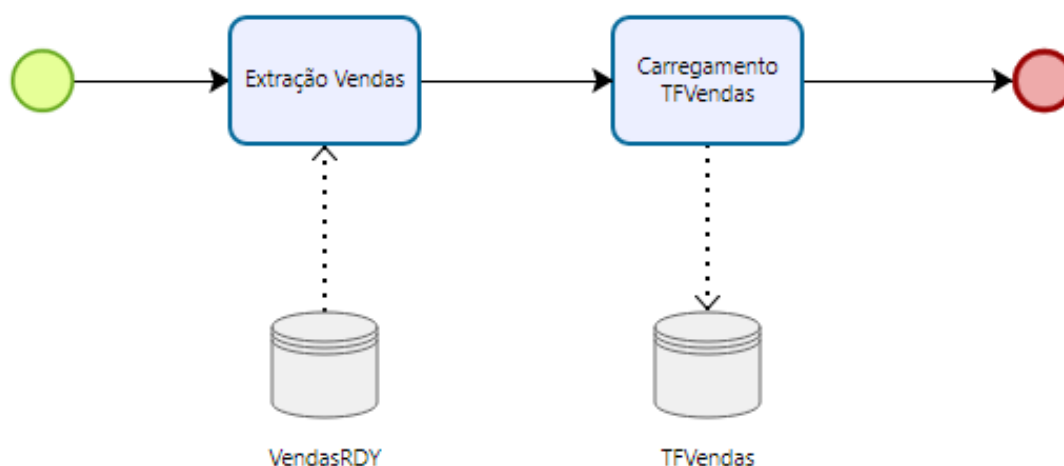 Extração Vendas
Carregamento
TFVendas
VendasRDY
TFVendas